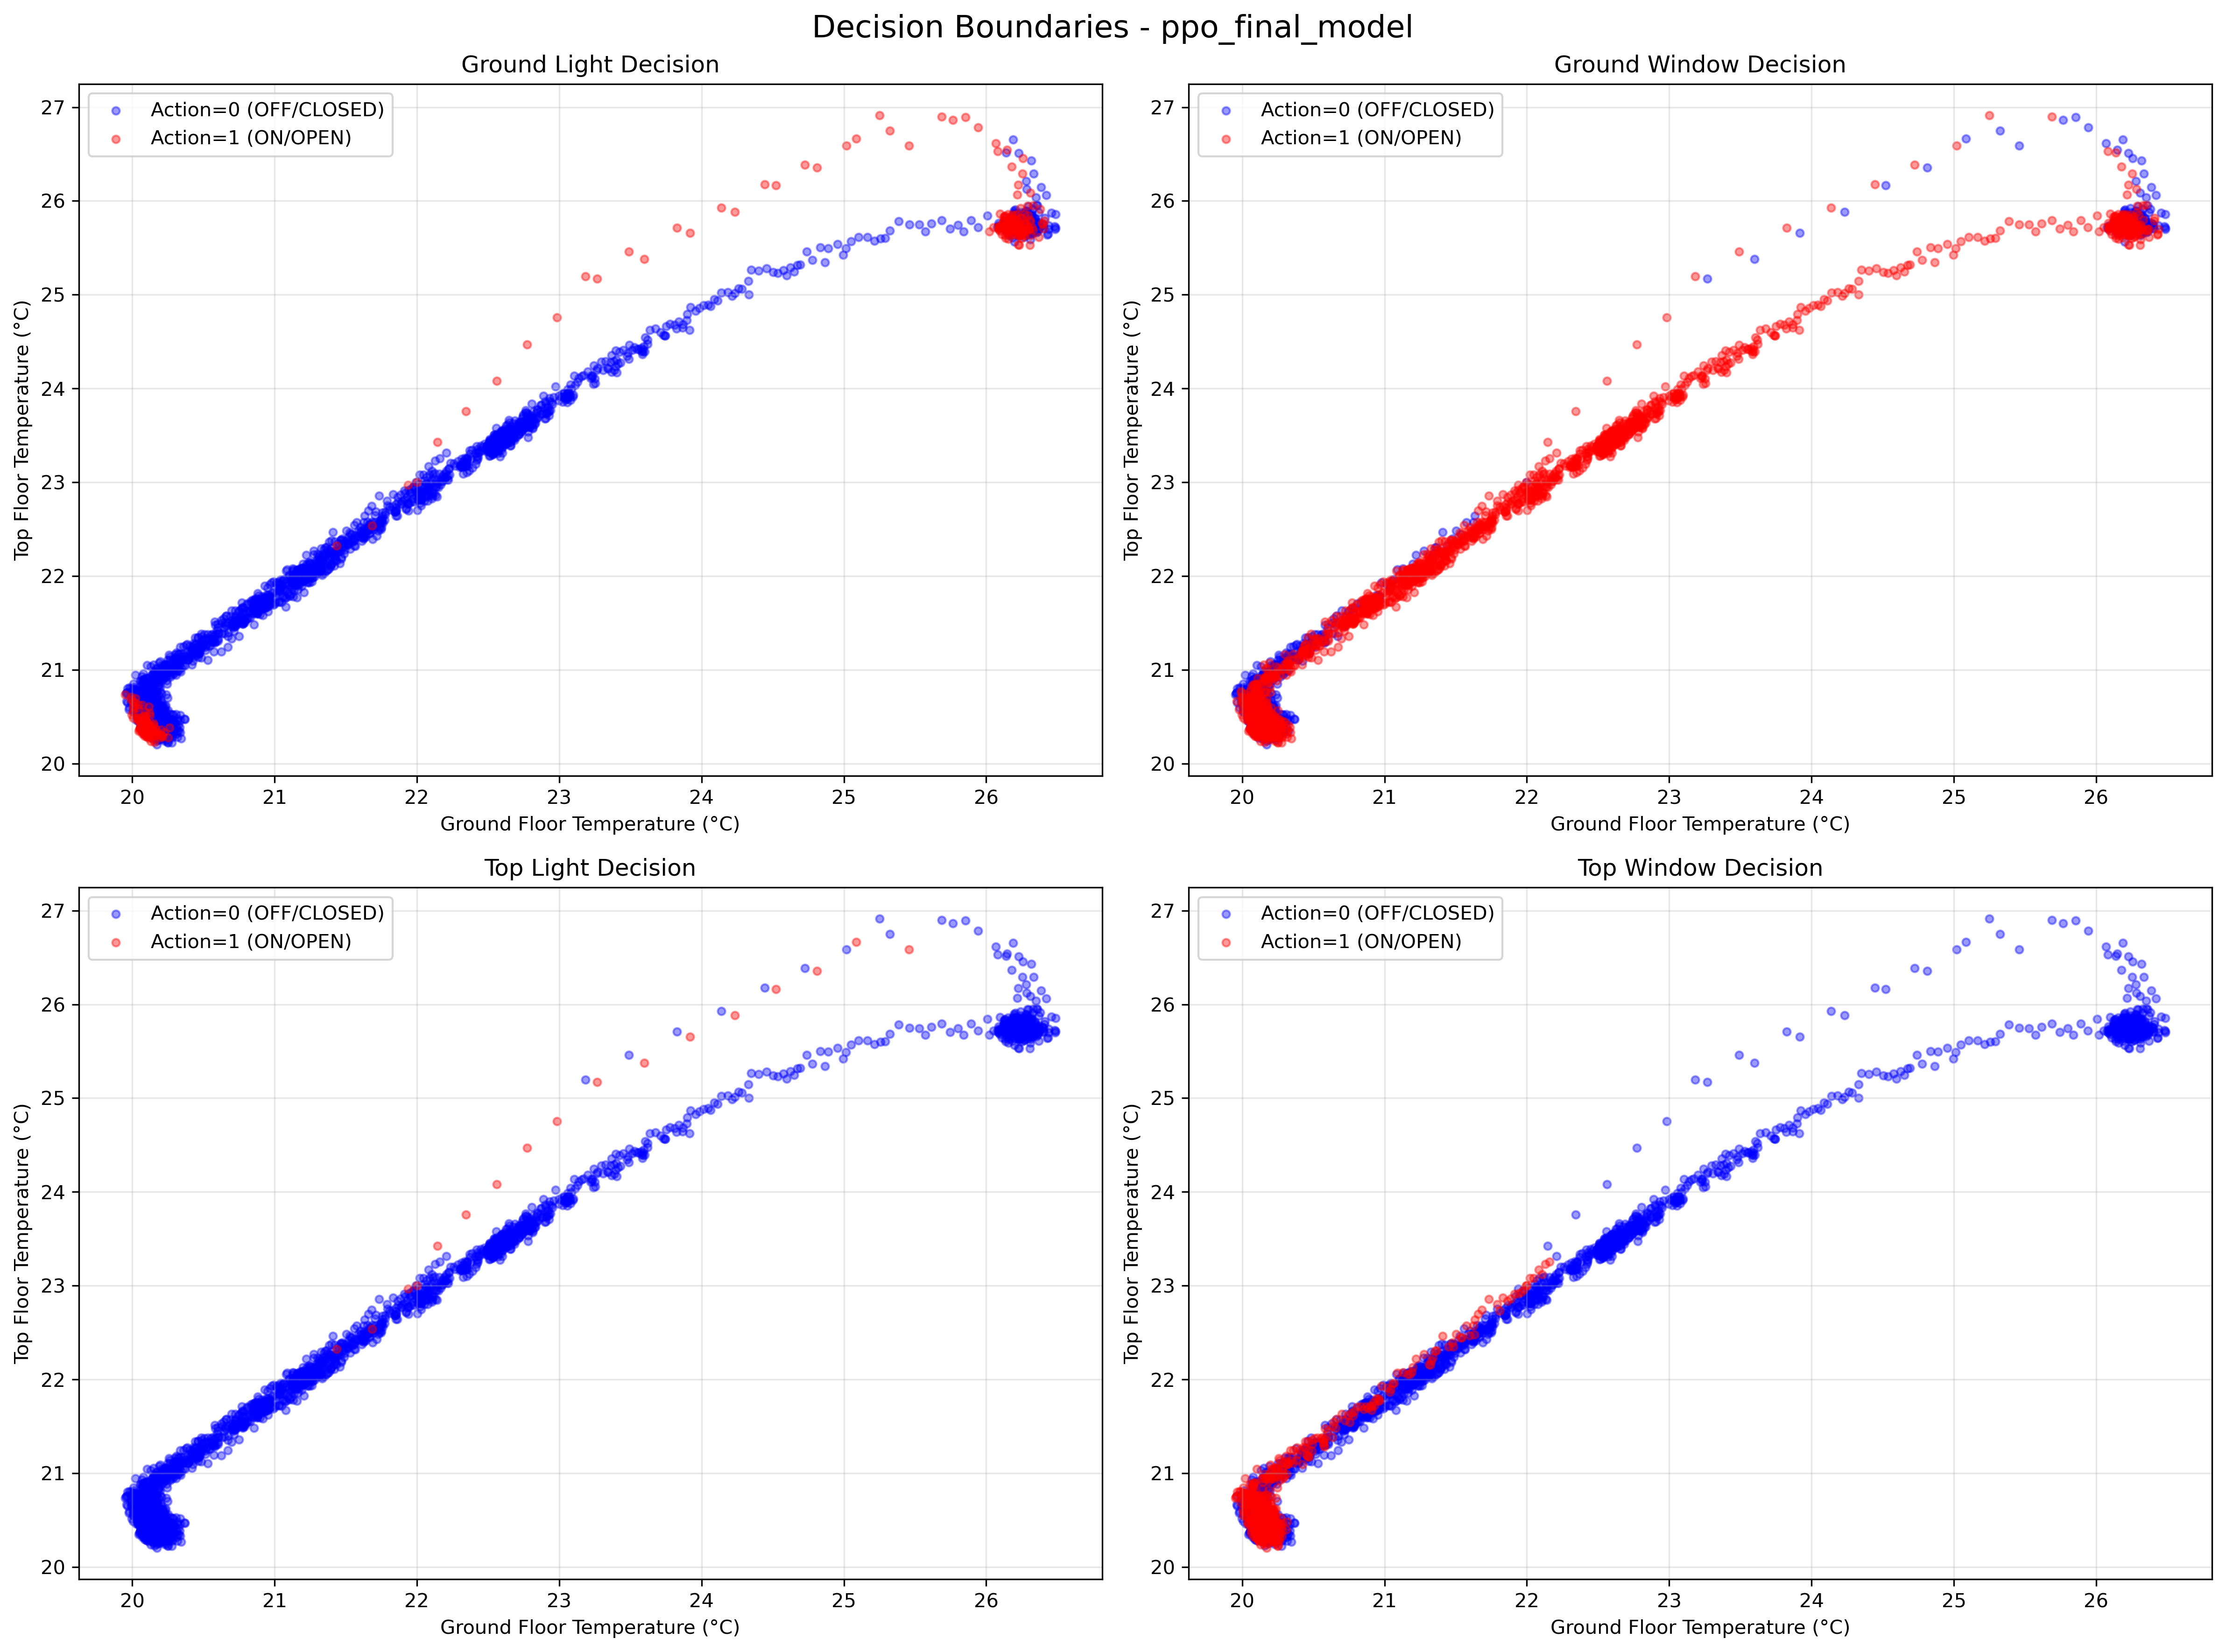 Decision Boundaries - ppo_final_model
Ground Light Decision
Action=0 (OFF/CLOSED)
Action=1 (ON/OPEN)
Top Floor Temperature (°C)
27
26
25
24
23
22
21
20
20 21 22 23 24 25 26
Ground Floor Temperature (°C)
Ground Window Decision
Action=0 (OFF/CLOSED)
Action=1 (ON/OPEN)
Top Floor Temperature (°C)
27
26
25
24
23
22
21
20
20 21 22 23 24 25 26
Ground Floor Temperature (°C)
Top Light Decision
Action=0 (OFF/CLOSED)
Action=1 (ON/OPEN)
Top Floor Temperature (°C)
27
26
25
24
23
22
21
20
20 21 22 23 24 25 26
Ground Floor Temperature (°C)
Top Window Decision
Action=0 (OFF/CLOSED)
Action=1 (ON/OPEN)
Top Floor Temperature (°C)
27
26
25
24
23
22
21
20
20 21 22 23 24 25 26
Ground Floor Temperature (°C)